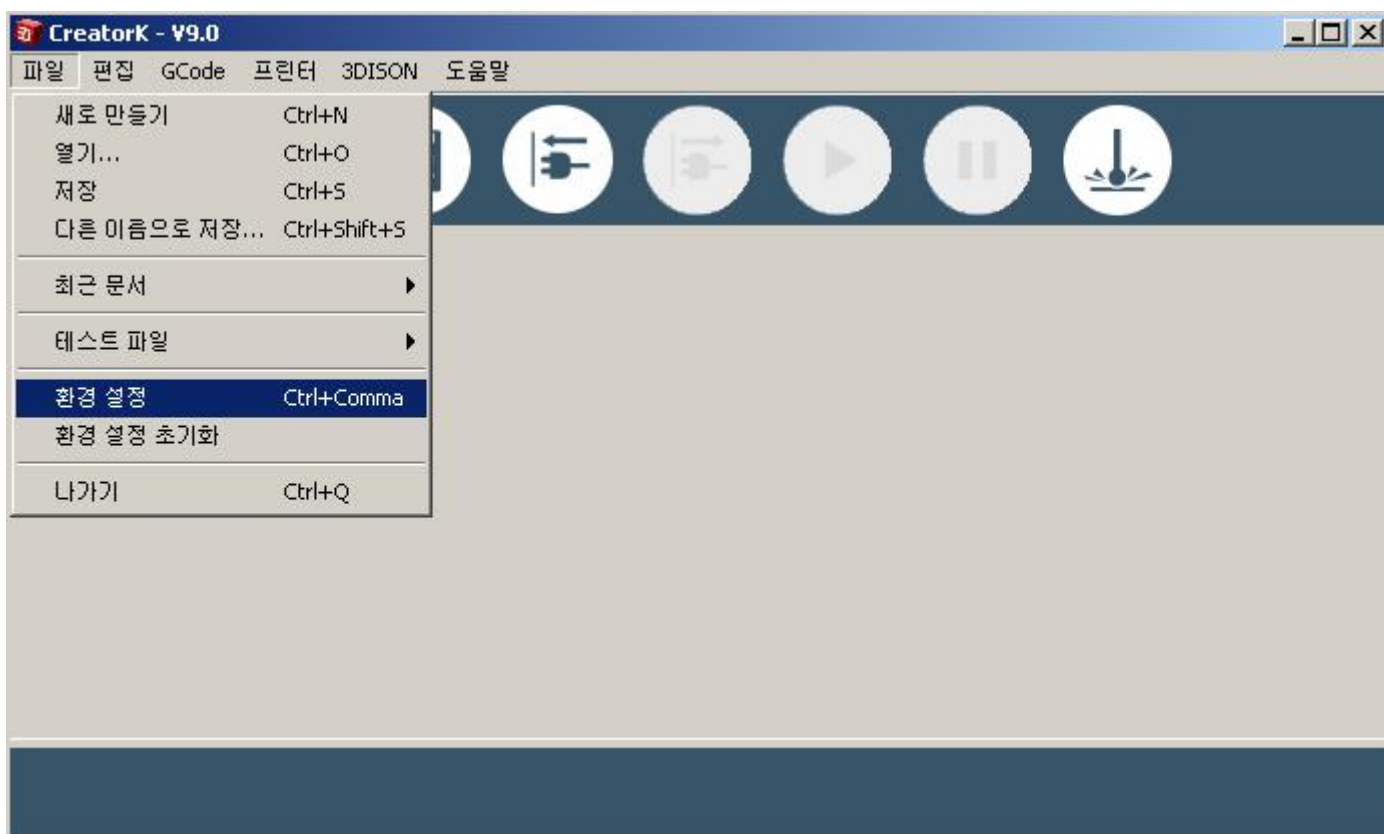 CreatorK - V9.0
파일 편집 GCode 프린터 3DISON 도움말
새로 만들기 Ctrl+N
열기... Ctrl+O
저장 Ctrl+S
다른 이름으로 저장... Ctrl+Shift+S
최근 문서
테스트 파일
환경 설정 Ctrl+Comma
환경 설정 초기화
나가기 Ctrl+Q